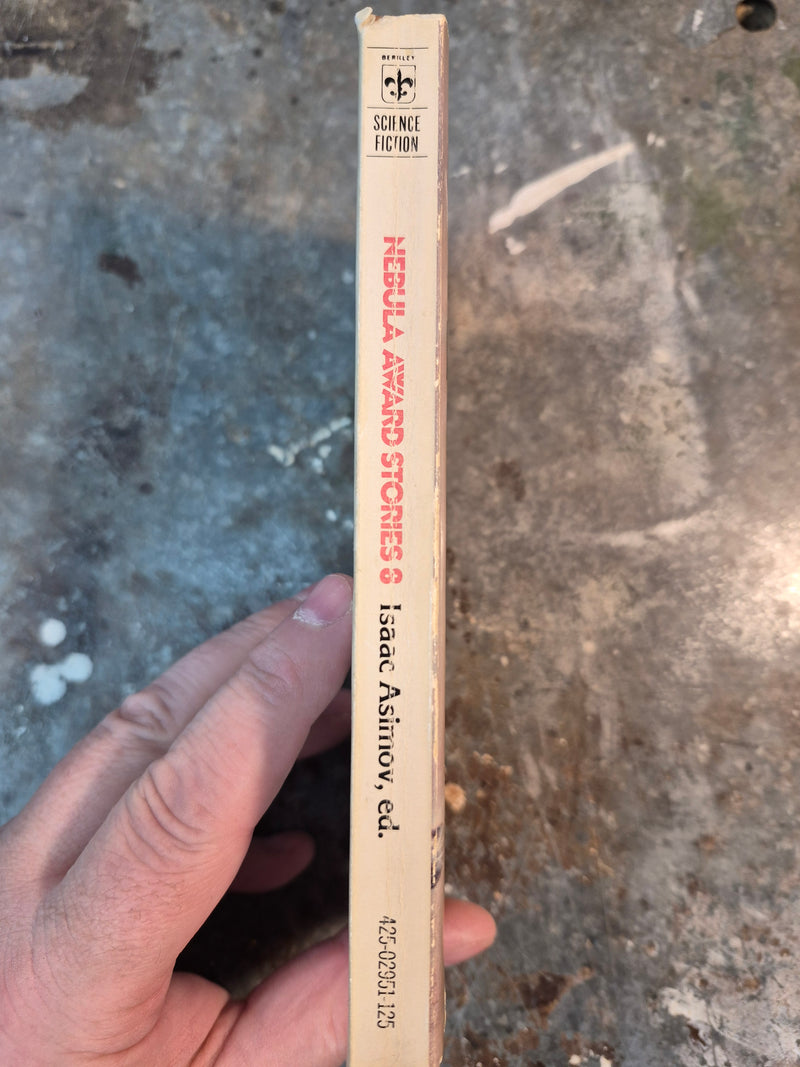 BERKLEY
SCIENCE
FICTION
NEBULA AWARD STORIES 8
Isaac Asimov, ed.
425-02951-125